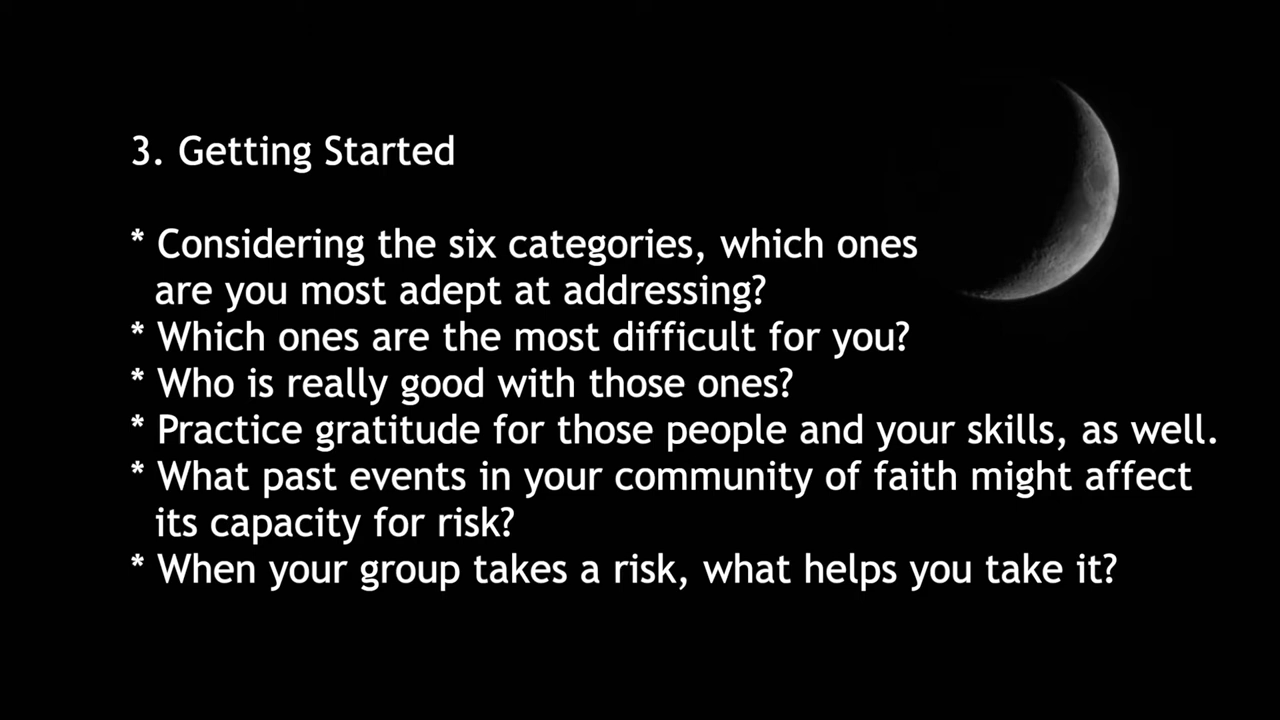 3. Getting Started
* Considering the six categories, which ones
are you most adept at addressing?
* Which ones are the most difficult for you?
* Who is really good with those ones?
* Practice gratitude for those people and your skills, as well.
* What past events in your community of faith might affect
its capacity for risk?
* When your group takes a risk, what helps you take it?